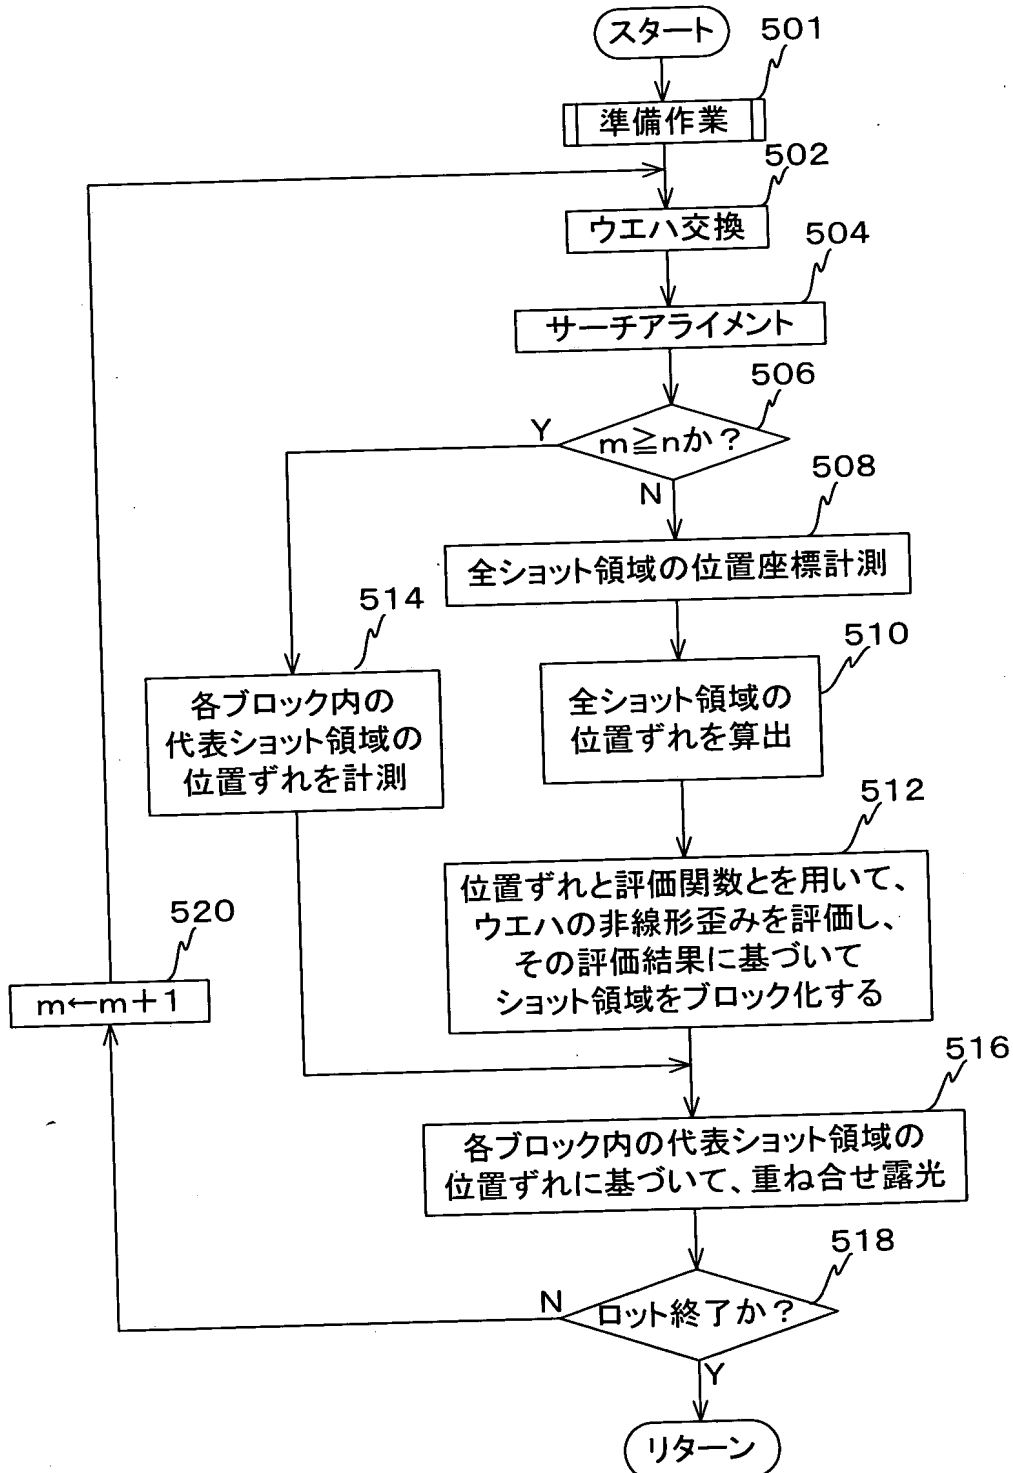 スタート
501
準備作業
502
ウエハ交換
504
サーチアライメント
506
m≧nか？
Y
N
508
全ショット領域の位置座標計測
514
各ブロック内の
代表ショット領域の
位置ずれを計測
510
全ショット領域の
位置ずれを算出
512
位置ずれと評価関数とを用いて、
ウエハの非線形歪みを評価し、
その評価結果に基づいて
ショット領域をブロック化する
520
m←m＋1
516
各ブロック内の代表ショット領域の
位置ずれに基づいて、重ね合せ露光
518
ロット終了か？
N
Y
リターン